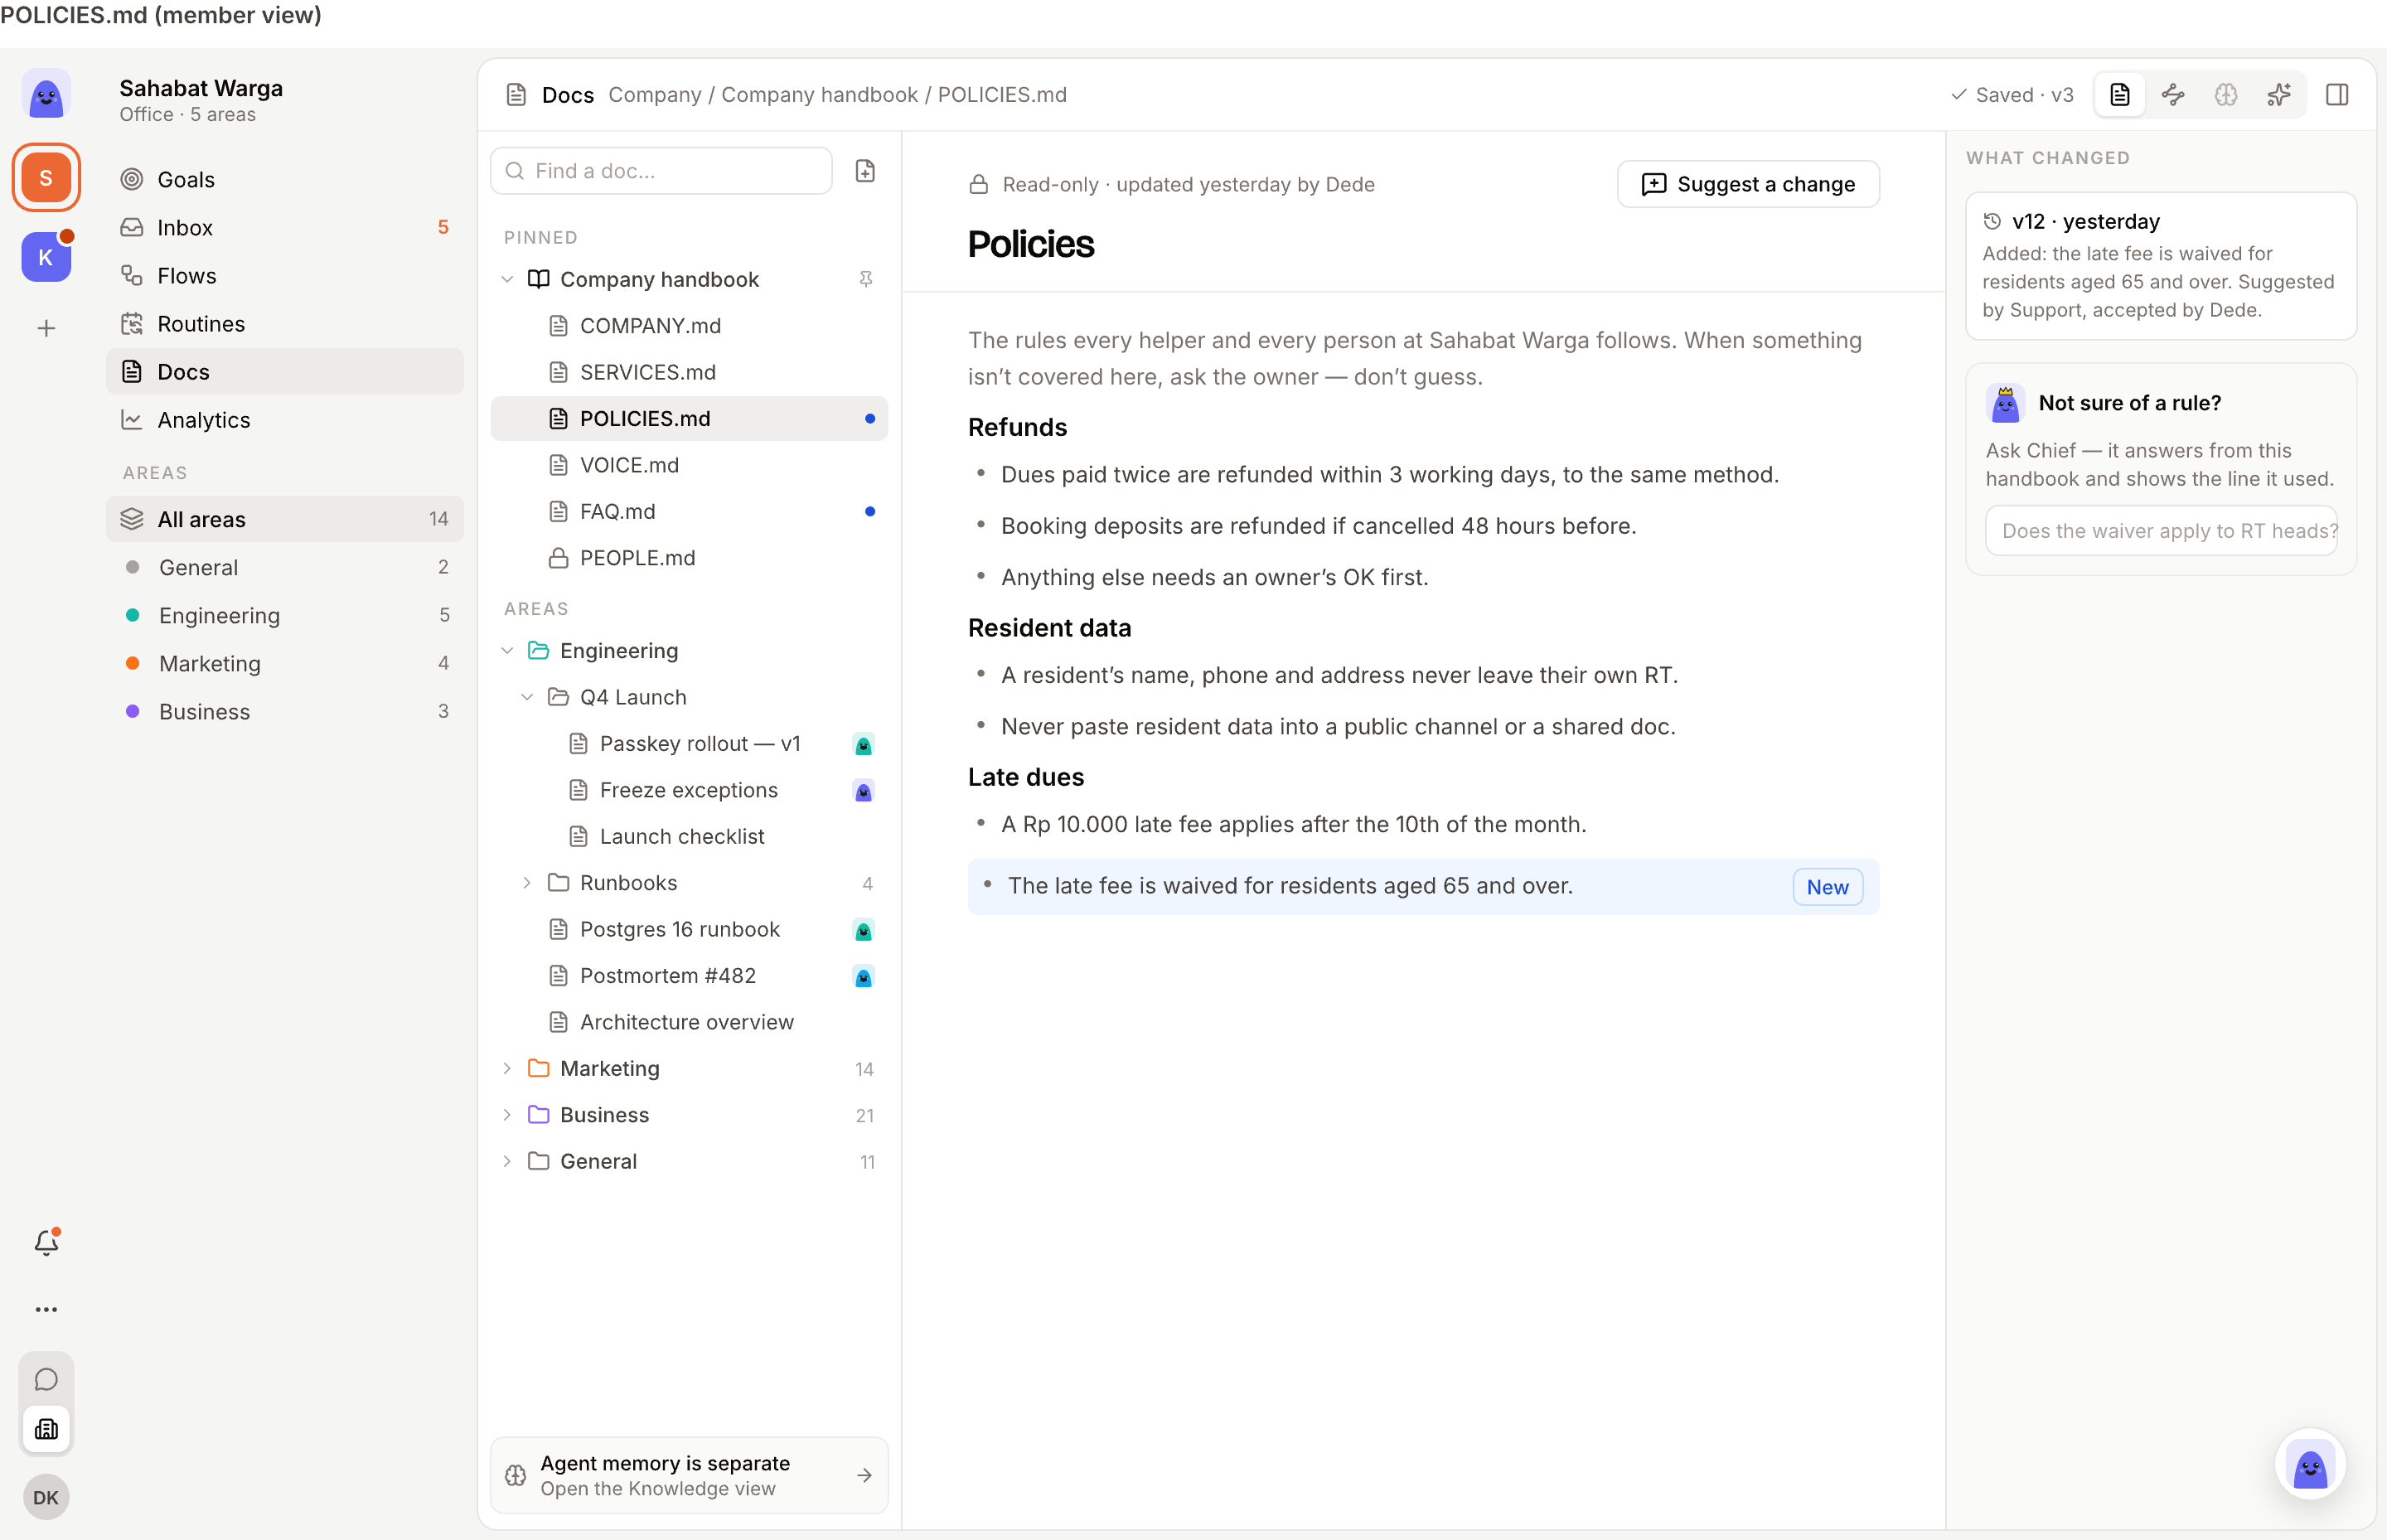 POLICIES.md (member view)
Sahabat Warga
Office · 5 areas
S
K
Goals
Inbox 5
Flows
Routines
Docs
Analytics
AREAS
All areas 14
General 2
Engineering 5
Marketing 4
Business 3
DK
Docs Company / Company handbook / POLICIES.md
Saved · v3
Find a doc...
PINNED
Company handbook
COMPANY.md
SERVICES.md
POLICIES.md
VOICE.md
FAQ.md
PEOPLE.md
AREAS
Engineering
Q4 Launch
Passkey rollout — v1
Freeze exceptions
Launch checklist
Runbooks 4
Postgres 16 runbook
Postmortem #482
Architecture overview
Marketing 14
Business 21
General 11
Agent memory is separate
Open the Knowledge view
Read-only · updated yesterday by Dede
Suggest a change
Policies
The rules every helper and every person at Sahabat Warga follows. When something
isn’t covered here, ask the owner — don’t guess.
Refunds
• Dues paid twice are refunded within 3 working days, to the same method.
• Booking deposits are refunded if cancelled 48 hours before.
• Anything else needs an owner’s OK first.
Resident data
• A resident’s name, phone and address never leave their own RT.
• Never paste resident data into a public channel or a shared doc.
Late dues
• A Rp 10.000 late fee applies after the 10th of the month.
• The late fee is waived for residents aged 65 and over. New
WHAT CHANGED
v12 · yesterday
Added: the late fee is waived for
residents aged 65 and over. Suggested
by Support, accepted by Dede.
Not sure of a rule?
Ask Chief — it answers from this
handbook and shows the line it used.
Does the waiver apply to RT heads?